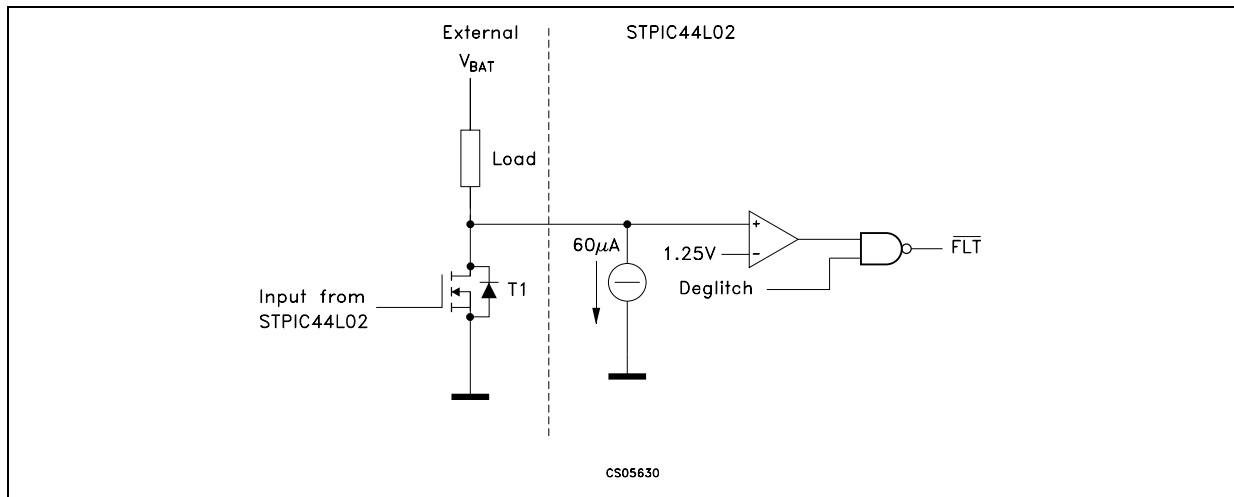 External
STPIC44L02
VBAT
Load
60μA
+
1.25V
−
FLT
Deglitch
T1
Input from
STPIC44L02
CS05630